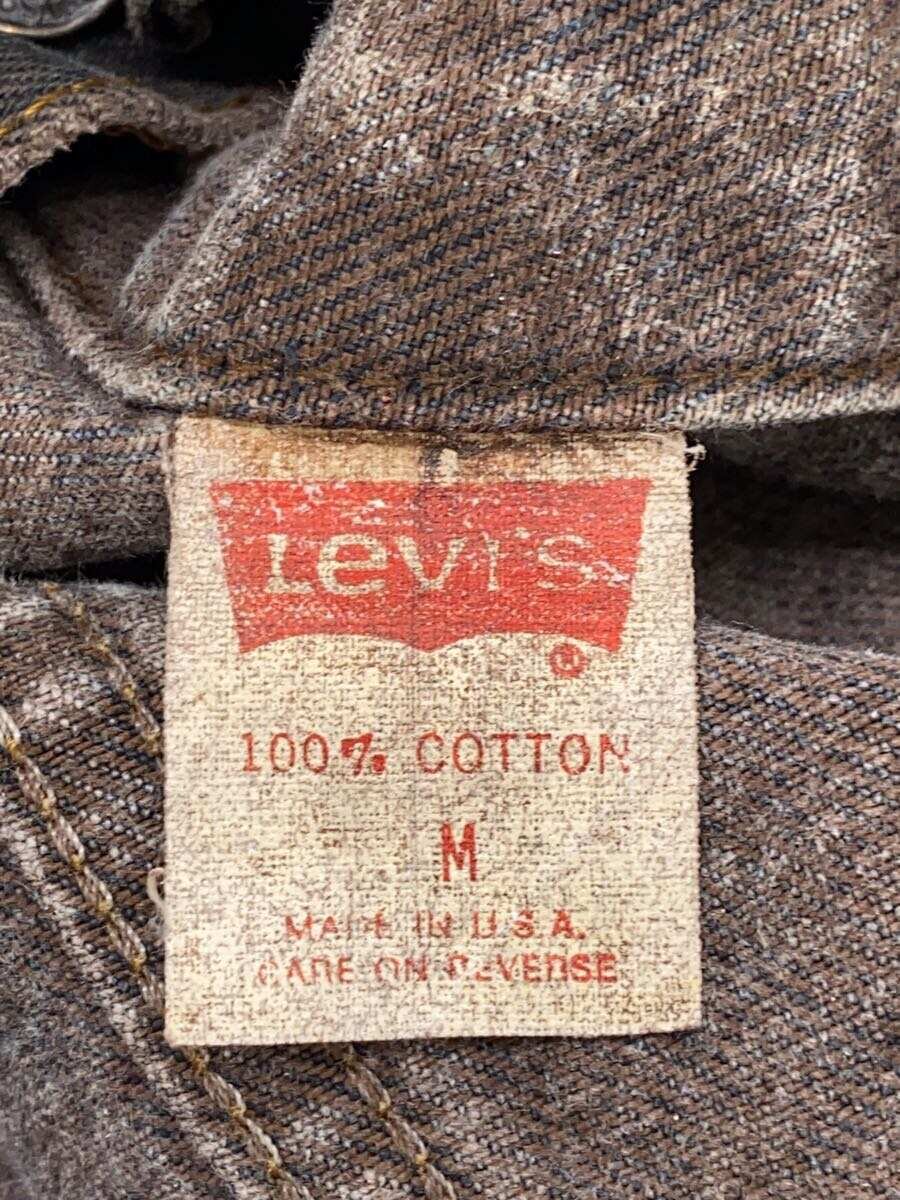 Levi's
®
100% COTTON
M
MADE IN U.S.A.
CARE ON REVERSE